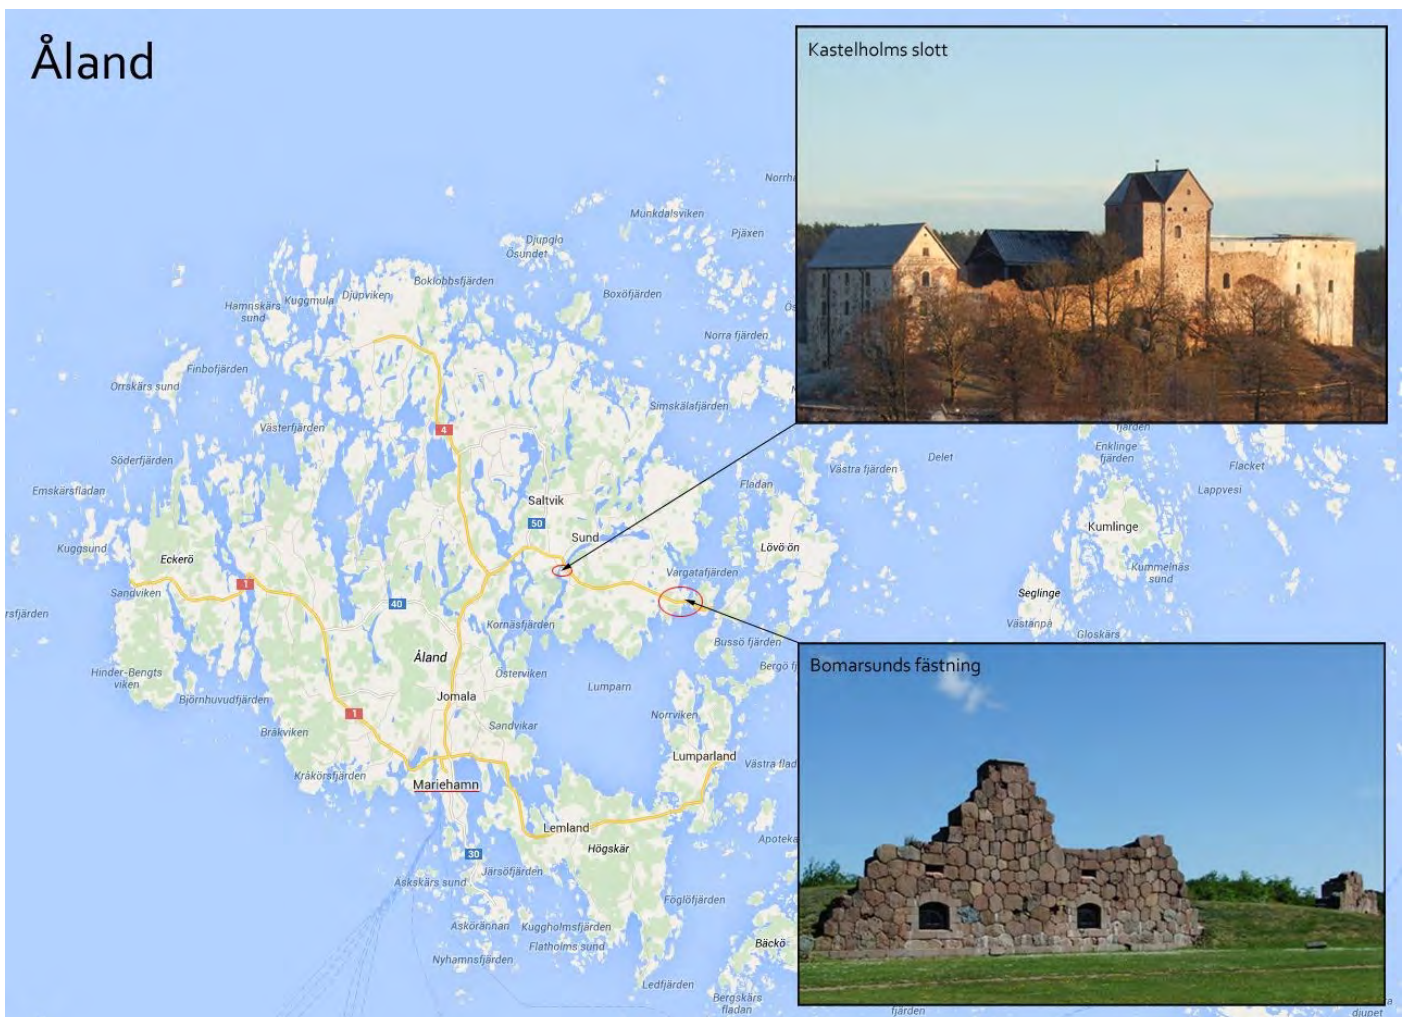 Åland
Kastelholms slott
Norrh
Munkdalsviken
Pjäxen
Djupglo
Ösundet
Boklobbsfjärden
Boxöfjärden
Hamnskärs
sund
Kuggmula
Djupviken
Norra fjärden
Finbofjärden
Orrskärs sund
Simskälafjärden
Västerfjärden
4
fjärden
Enklinge
fjärden
Söderfjärden
Västra fjärden
Delet
Flacket
Emskärsfladan
Fladan
Lappvesi
Saltvik
50
Sund
Kumlinge
Kuggsund
Eckerö
Lövö ön
Vargatafjärden
Kummelnäs
sund
1
Sandviken
40
Seglinge
rsfjärden
Kornäsfjärden
Västanpå
Gloskärs
Bussö fjärden
Åland
Hinder-Bengts
viken
Österviken
Bergö fj
Bomarsunds fästning
Lumparn
Björnhuvudfjärden
Jomala
1
Norrviken
Sandvikar
Bråkviken
Lumparland
Västra flad
Kråkörsfjärden
Mariehamn
Lemland
Högskär
Apoteka
30
Järsöfjärden
Askskärs sund
Föglöfjärden
Askörännan
Kuggholmsfjärden
Flatholms sund
Bäckö
Nyhamnsfjärden
Ledfjärden
Bergskärs
fladan
fjärden
djupet